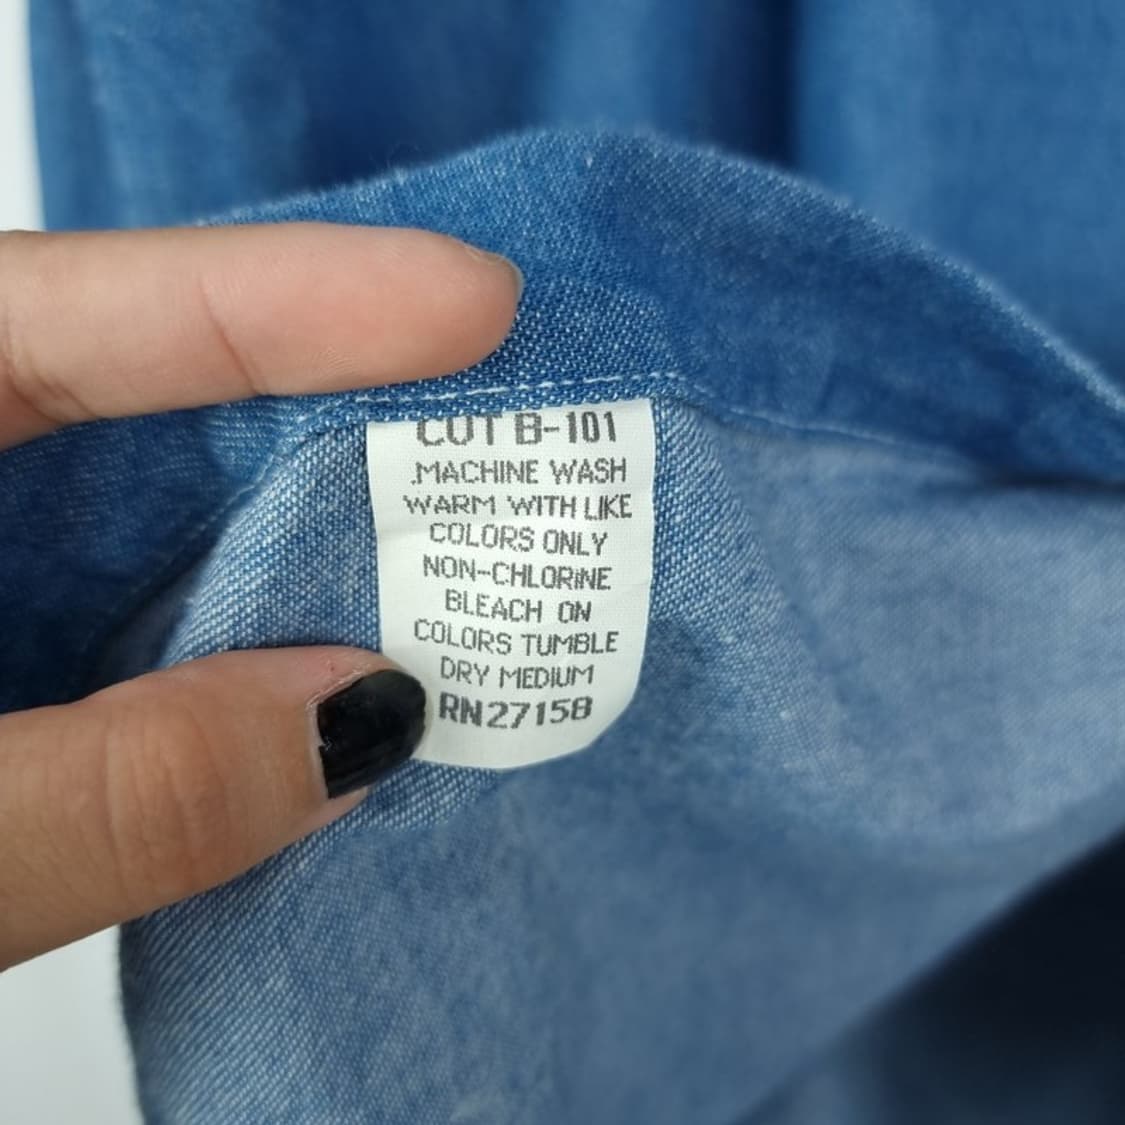 CUT B-101
.MACHINE WASH
WARM WITH LIKE
COLORS ONLY
NON-CHLORINE
BLEACH ON
COLORS TUMBLE
DRY MEDIUM
RN27158